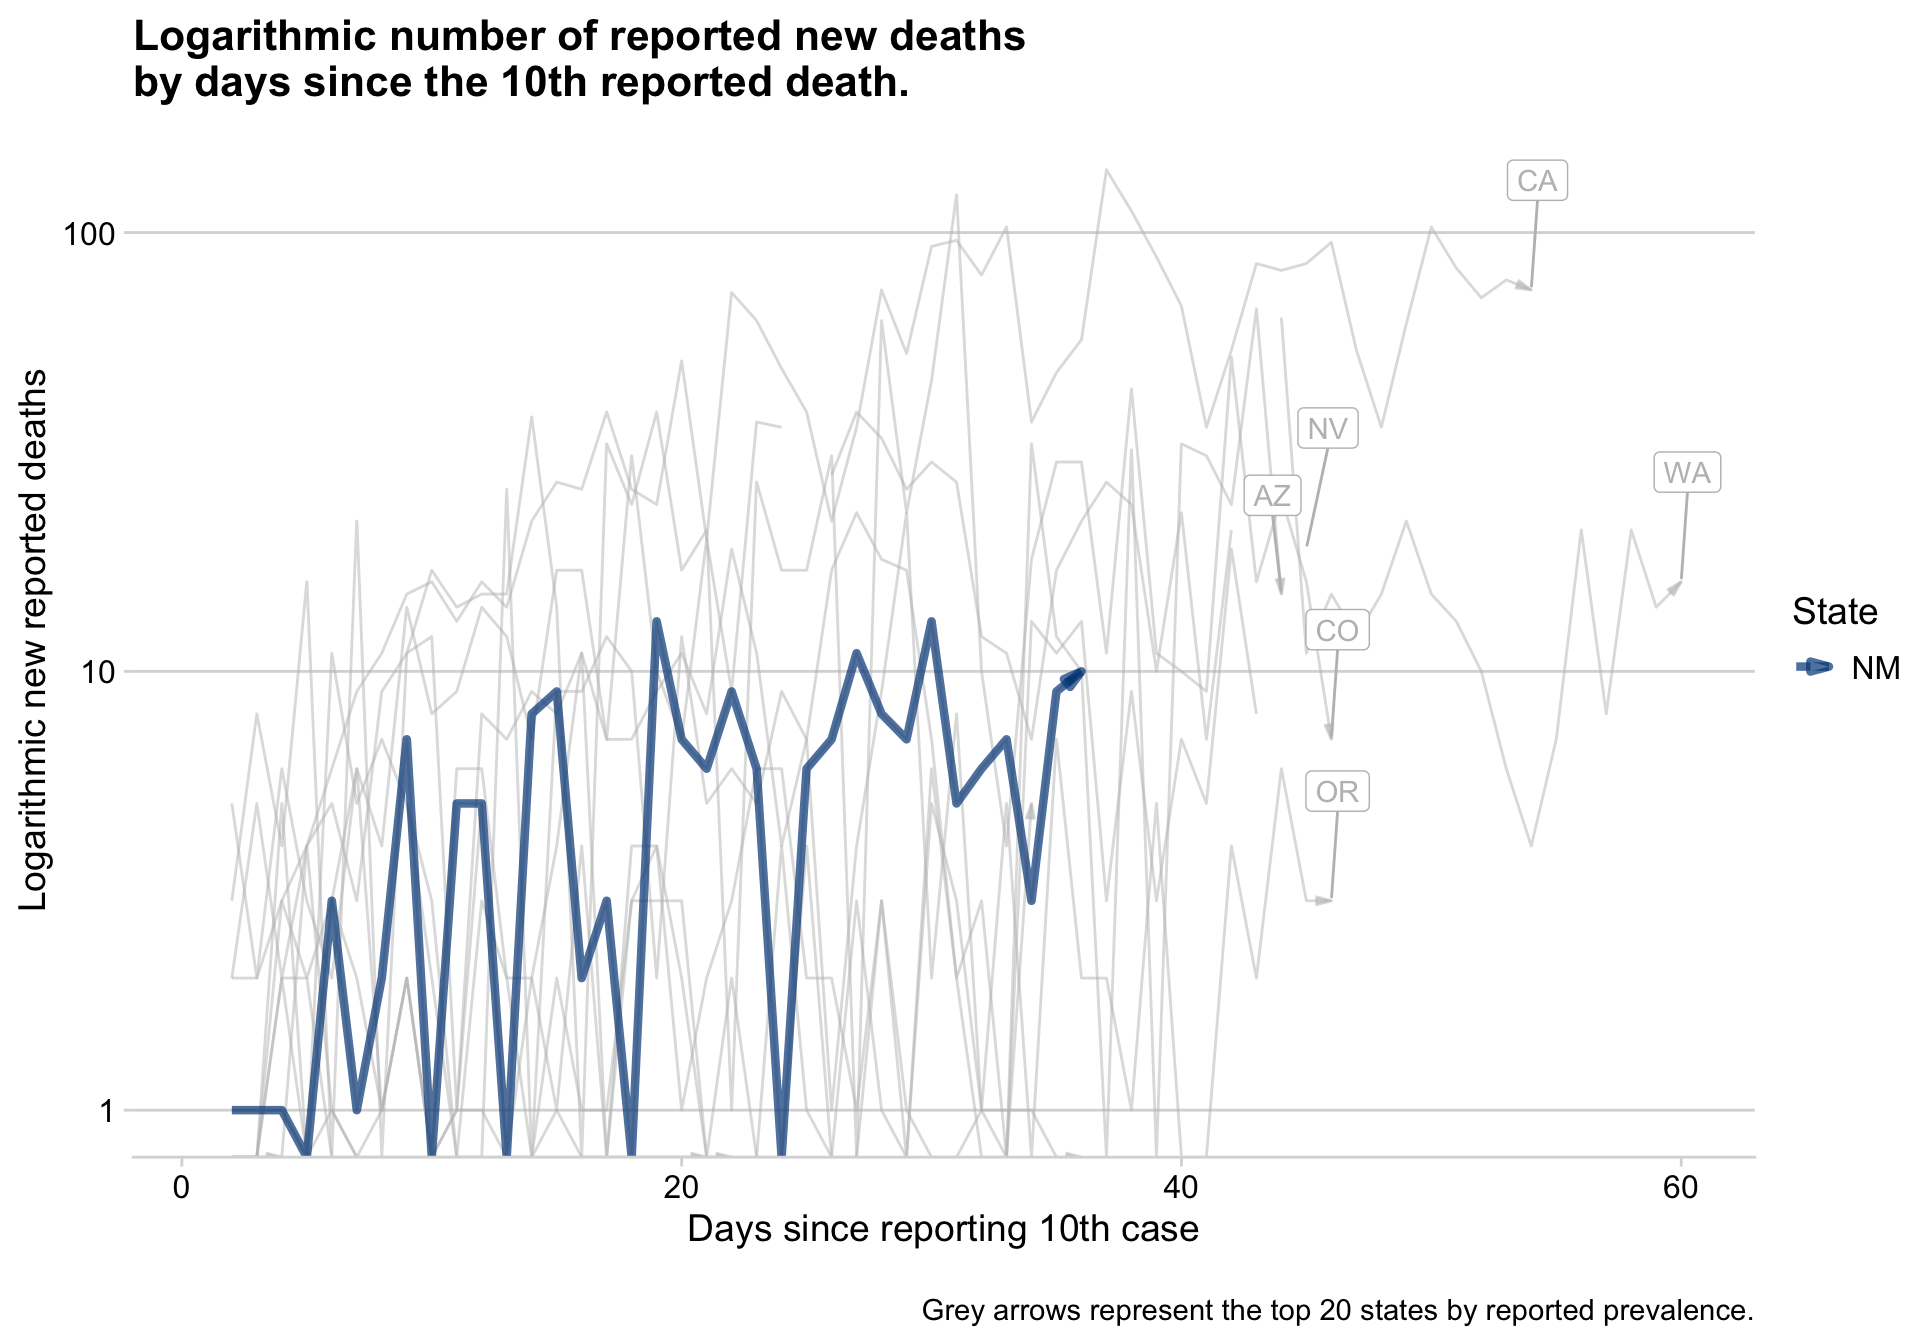 Logarithmic number of reported new deaths
by days since the 10th reported death.
Logarithmic new reported deaths
100
10
1
CA
NV
AZ
WA
CO
OR
State
NM
0
20
40
60
Days since reporting 10th case
Grey arrows represent the top 20 states by reported prevalence.